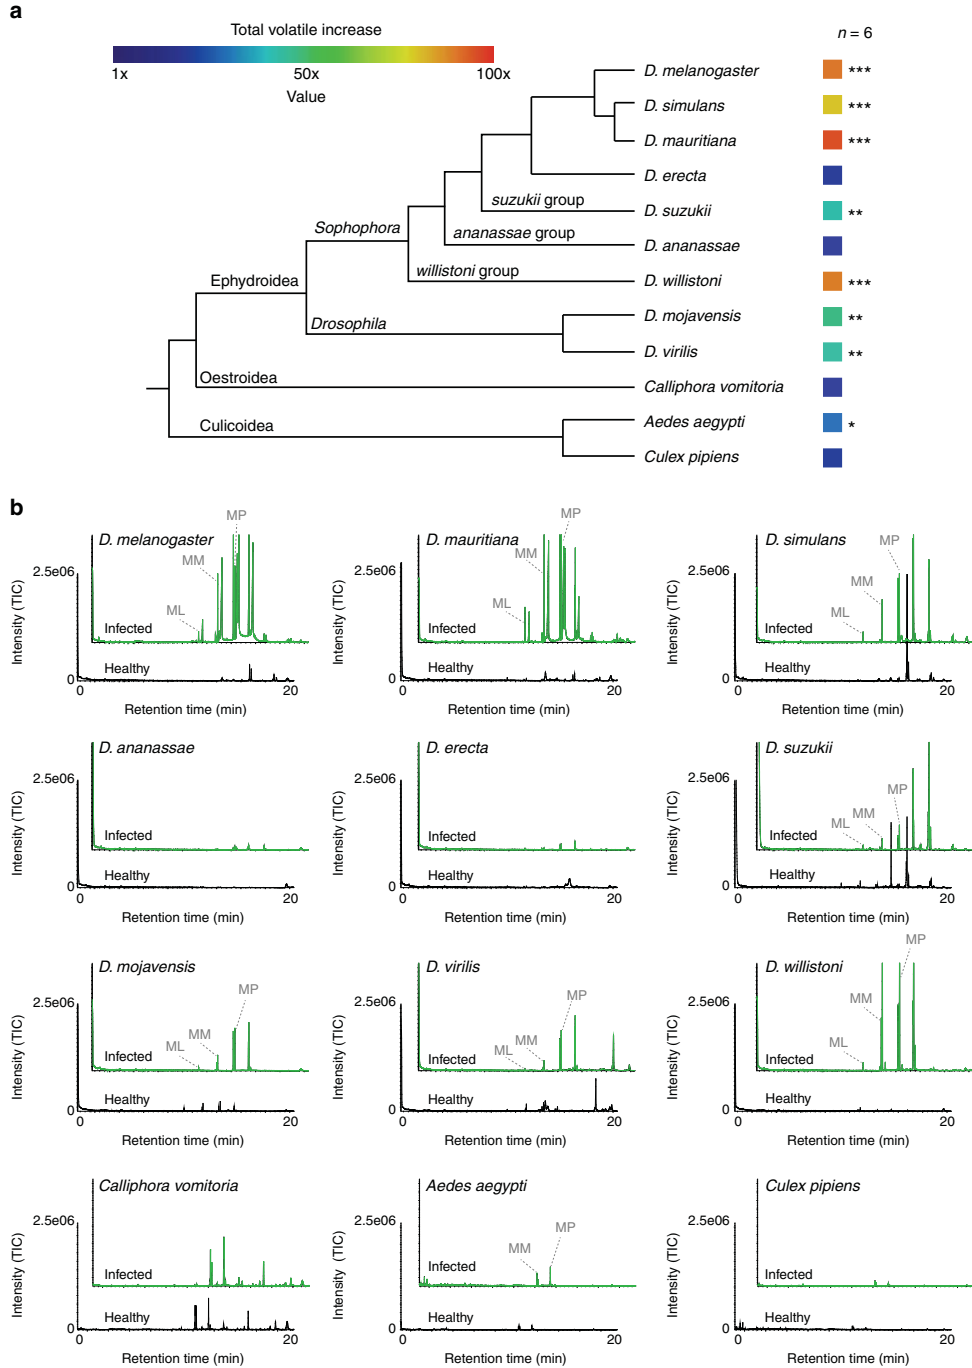 a
Total volatile increase
1x 50x 100x
Value
n = 6
D. melanogaster ***
D. simulans ***
D. mauritiana ***
D. erecta
suzukii group
D. suzukii **
Sophophora
ananassae group
D. ananassae
willistoni group
Ephydroidea
D. willistoni ***
Drosophila
D. mojavensis **
D. virilis **
Oestroidea
Calliphora vomitoria
Culicoidea
Aedes aegypti *
Culex pipiens
b
D. melanogaster
MP
MM
ML
2.5e06
Intensity (TIC)
Infected
Healthy
0
0 20
Retention time (min)
D. mauritiana
MP
MM
ML
2.5e06
Intensity (TIC)
Infected
Healthy
0
0 20
Retention time (min)
D. simulans
MP
MM
ML
2.5e06
Intensity (TIC)
Infected
Healthy
0
0 20
Retention time (min)
D. ananassae
2.5e06
Intensity (TIC)
Infected
Healthy
0
0 20
Retention time (min)
D. erecta
2.5e06
Intensity (TIC)
Infected
Healthy
0
0 20
Retention time (min)
D. suzukii
MP
MM
ML
2.5e06
Intensity (TIC)
Infected
Healthy
0
0 20
Retention time (min)
D. mojavensis
MP
MM
ML
2.5e06
Intensity (TIC)
Infected
Healthy
0
0 20
Retention time (min)
D. virilis
MP
MM
ML
2.5e06
Intensity (TIC)
Infected
Healthy
0
0 20
Retention time (min)
D. willistoni
MP
MM
ML
2.5e06
Intensity (TIC)
Infected
Healthy
0
0 20
Retention time (min)
Calliphora vomitoria
2.5e06
Intensity (TIC)
Infected
Healthy
0
0 20
Retention time (min)
Aedes aegypti
MP
MM
2.5e06
Intensity (TIC)
Infected
Healthy
0
0 20
Retention time (min)
Culex pipiens
2.5e06
Intensity (TIC)
Infected
Healthy
0
0 20
Retention time (min)